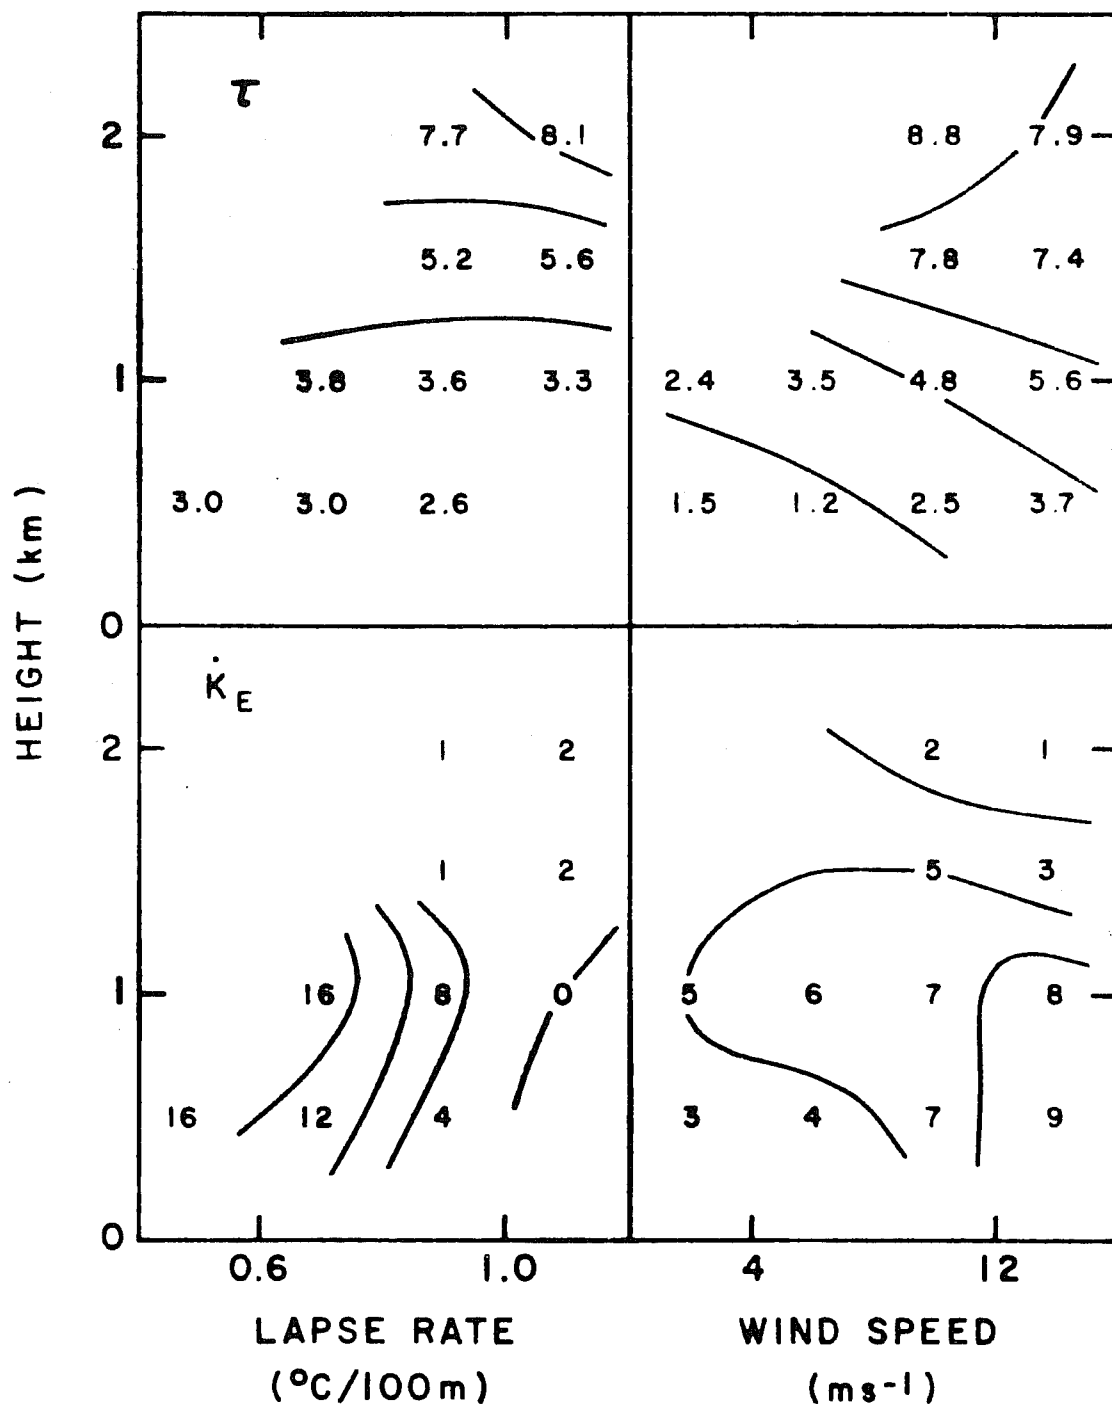 τ
2 7.7 8.1 8.8 7.9
5.2 5.6 7.8 7.4
1 3.8 3.6 3.3 2.4 3.5 4.8 5.6
3.0 3.0 2.6 1.5 1.2 2.5 3.7
0
HEIGHT (km)
K̇E
2 1 2 2 1
1 2 5 3
1 16 8 0 5 6 7 8
16 12 4 3 4 7 9
0
0.6 1.0 4 12
LAPSE RATE WIND SPEED
(°C/100m) (ms-1)